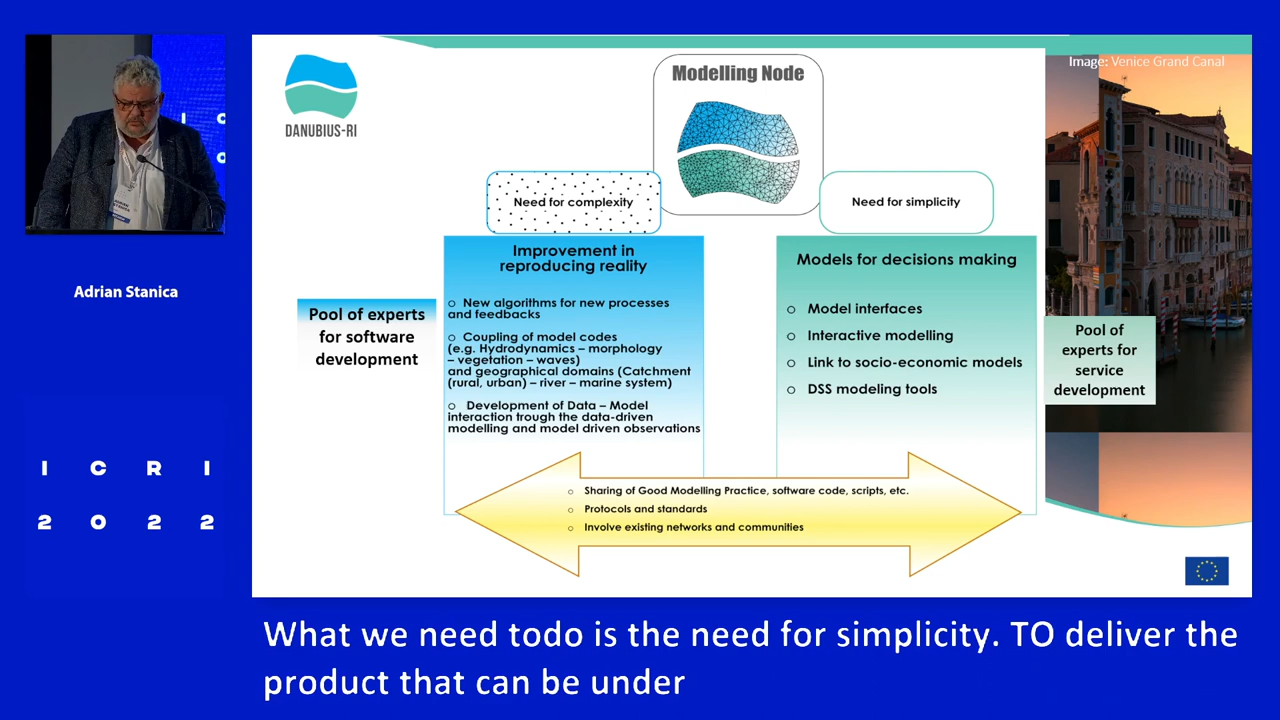 Adrian Stanica
I C R I
2 0 2 2
DANUBIUS-RI
Modelling Node
Image: Venice Grand Canal
Need for complexity
Need for simplicity
Pool of experts
for software
development
Improvement in
reproducing reality
o New algorithms for new processes
and feedbacks
o Coupling of model codes
(e.g. Hydrodynamics – morphology
– vegetation – waves)
and geographical domains (Catchment
(rural, urban) – river – marine system)
o Development of Data – Model
interaction trough the data-driven
modelling and model driven observations
Models for decisions making
o Model interfaces
o Interactive modelling
o Link to socio-economic models
o DSS modeling tools
Pool of
experts for
service
development
o Sharing of Good Modelling Practice, software code, scripts, etc.
o Protocols and standards
o Involve existing networks and communities
What we need todo is the need for simplicity. TO deliver the
product that can be under